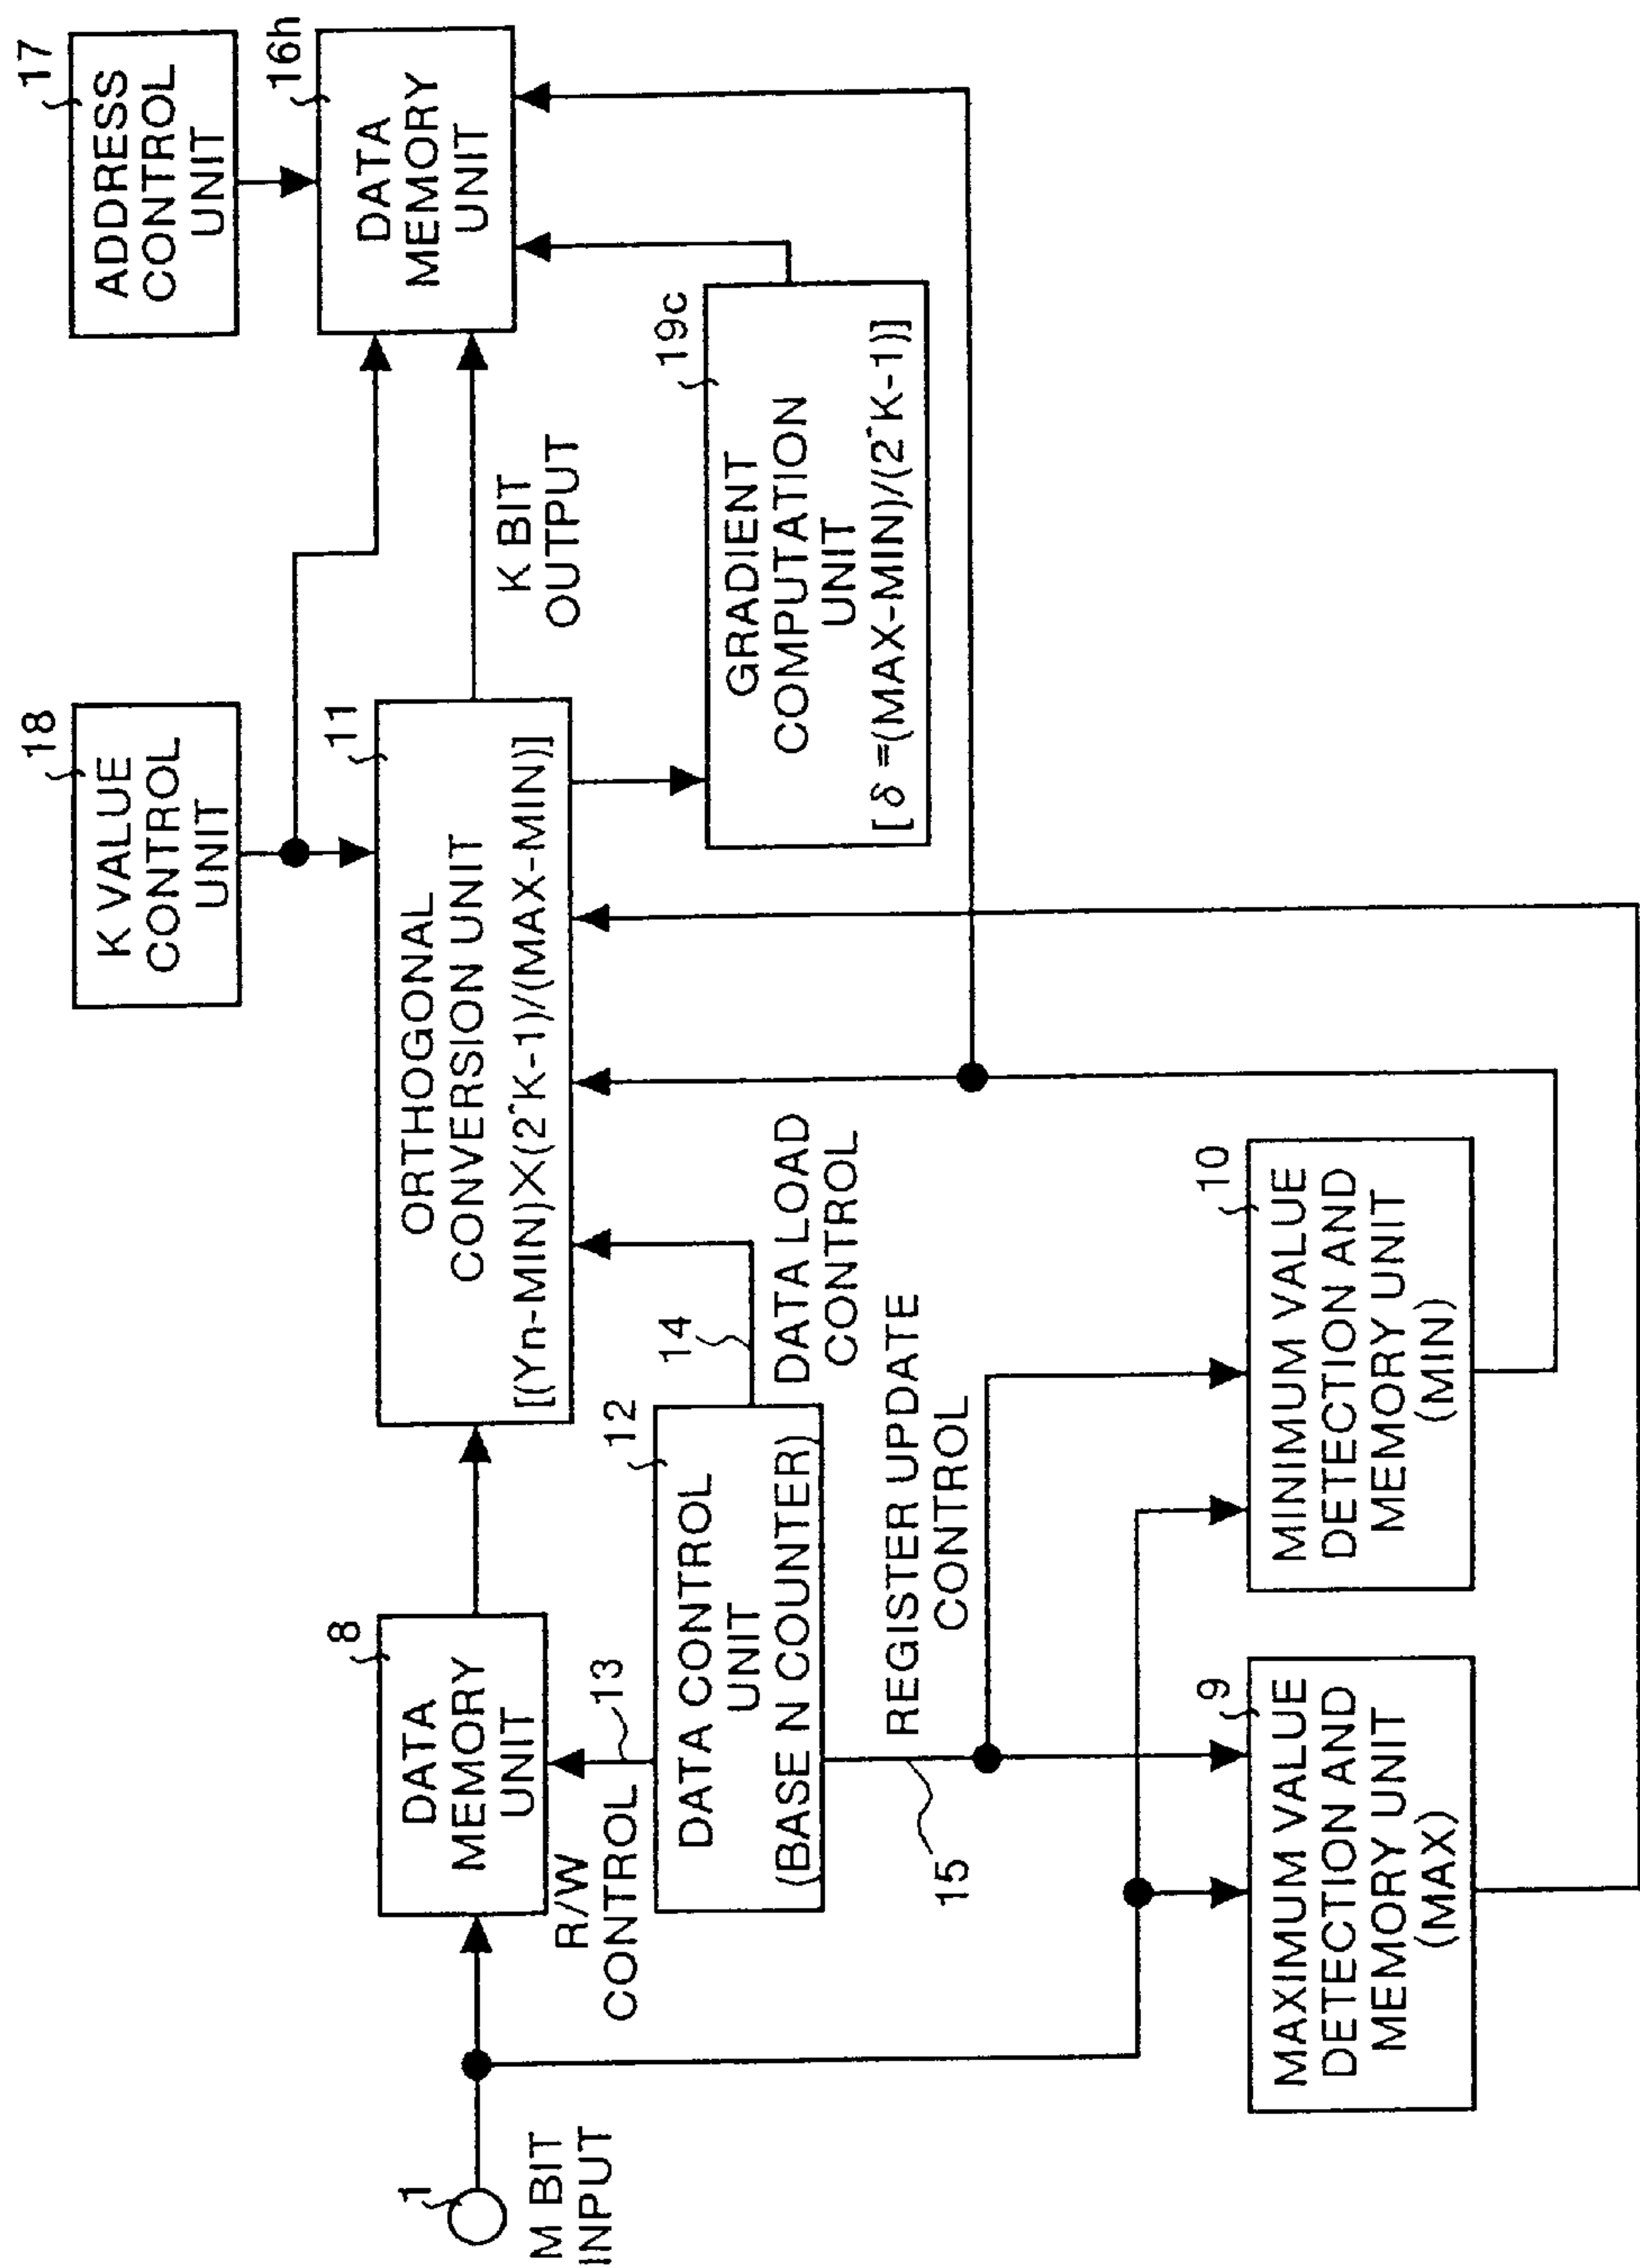 17
ADDRESS
CONTROL
UNIT
16h
DATA
MEMORY
UNIT
18
K VALUE
CONTROL
UNIT
11
ORTHOGONAL
CONVERSION UNIT
[(Yn-MIN)X(2^K-1)/(MAX-MIN)]
K BIT
OUTPUT
19c
GRADIENT
COMPUTATION
UNIT
[δ=(MAX-MIN)/(2^K-1)]
8
DATA
MEMORY
UNIT
1
M BIT
INPUT
R/W
CONTROL
13
12
DATA CONTROL
UNIT
(BASE N COUNTER)
14
DATA LOAD
CONTROL
REGISTER UPDATE
CONTROL
15
9
MAXIMUM VALUE
DETECTION AND
MEMORY UNIT
(MAX)
10
MINIMUM VALUE
DETECTION AND
MEMORY UNIT
(MIN)